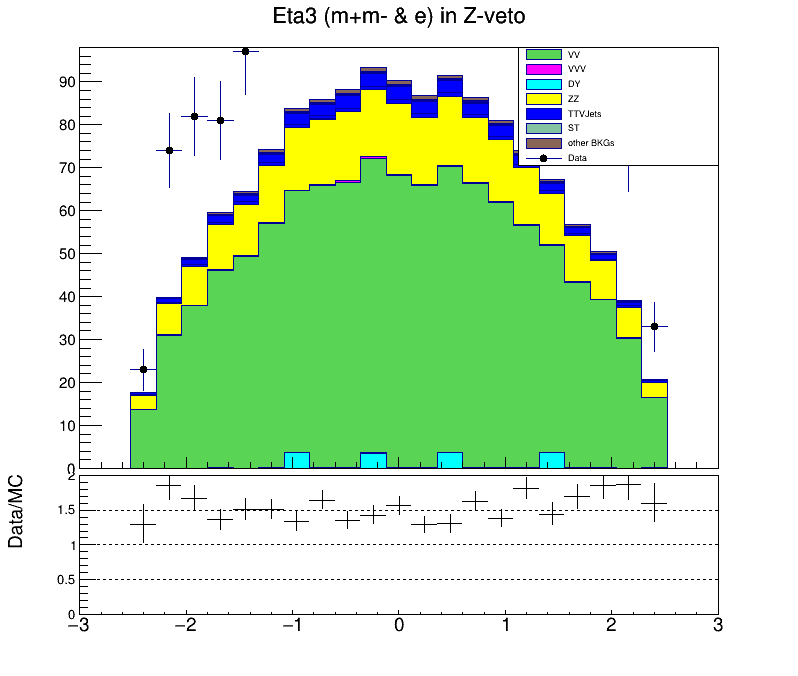 Eta3 (m+m- & e) in Z-veto
VV
VVV
DY
ZZ
TTVJets
ST
other BKGs
Data
90
80
70
60
50
40
30
20
10
0
Data/MC
2
1.5
1
0.5
0
−3 −2 −1 0 1 2 3